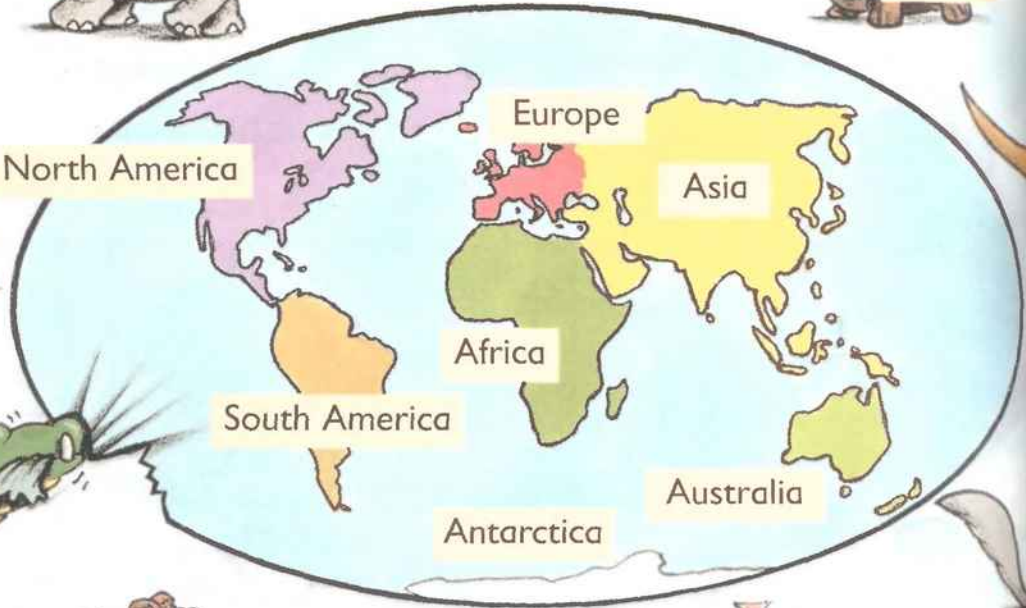 Europe
North America
Asia
Africa
South America
Australia
Antarctica